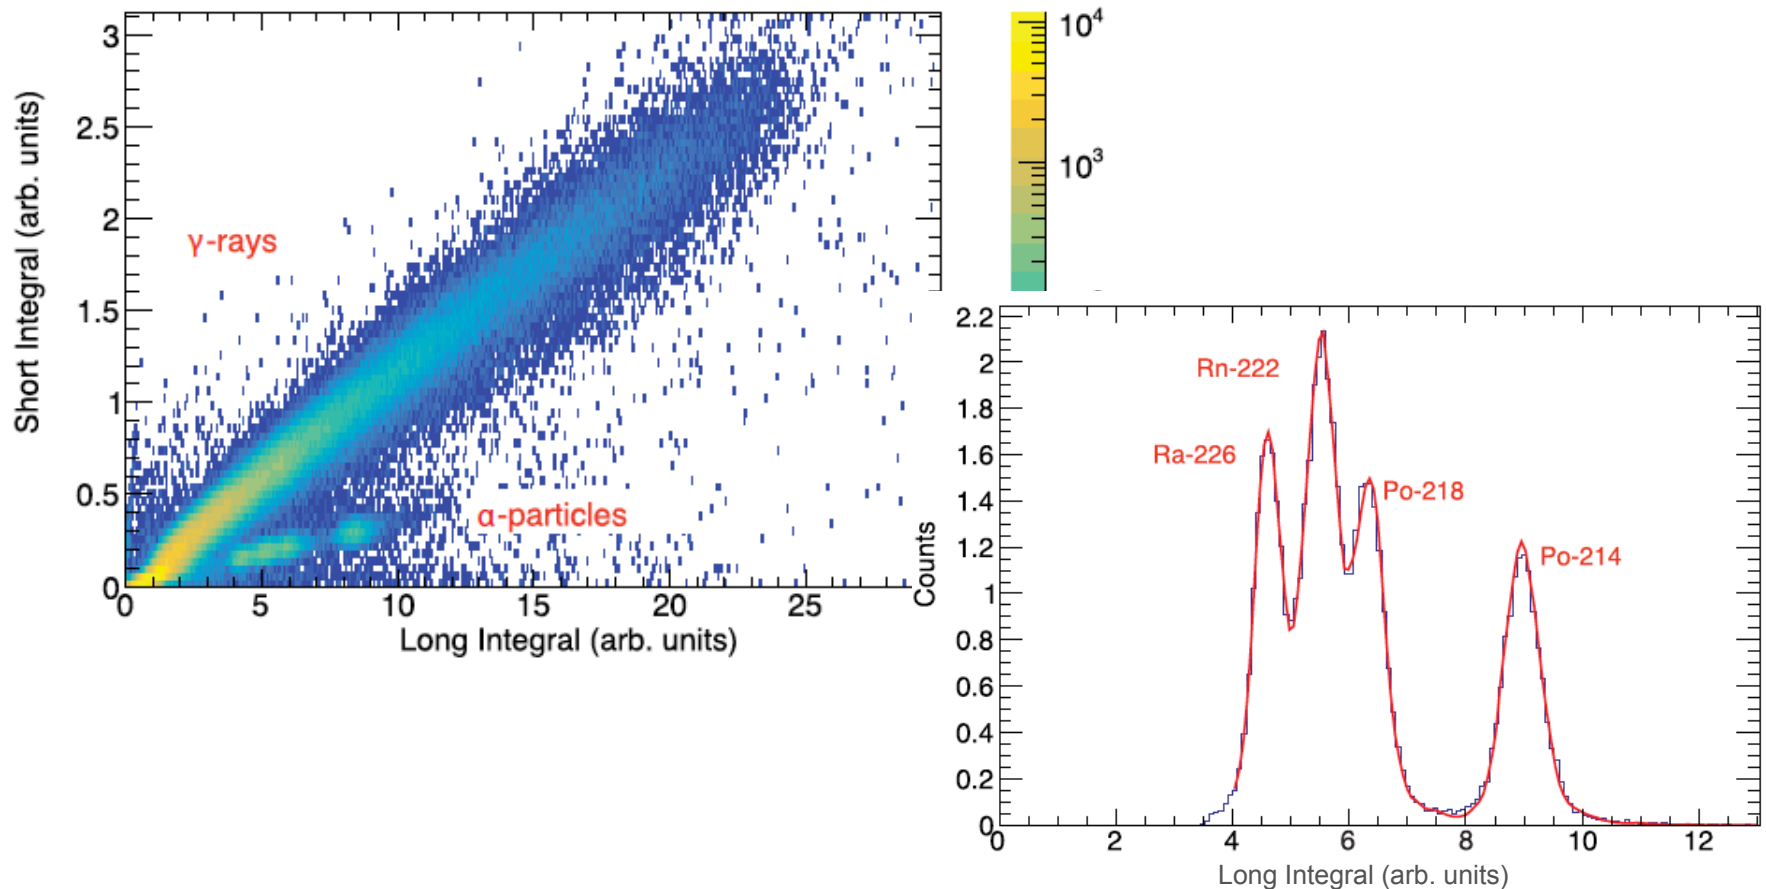 3
2.5
2
1.5
1
0.5
0
Short Integral (arb. units)
γ-rays
α-particles
0 5 10 15 20 25
Long Integral (arb. units)
10⁴
10³
2.2
2
1.8
1.6
1.4
1.2
1
0.8
0.6
0.4
0.2
0
Counts
Rn-222
Ra-226
Po-218
Po-214
0 2 4 6 8 10 12
Long Integral (arb. units)